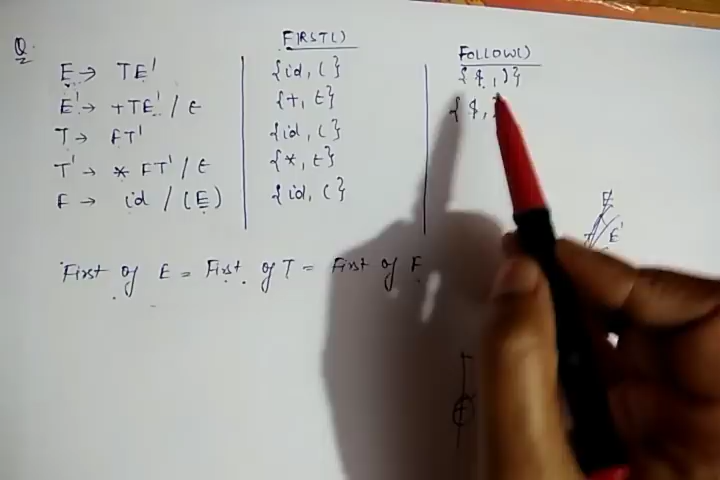 Q.
FIRST()
FOLLOW()
E → TE' {id, (} {$, )}
E' → +TE' / ε {+, ε} {$,
T → FT' {id, (}
T' → * FT' / ε {*, ε}
F → id / (E) {id, (}
E'
First of E = First of T = First of F